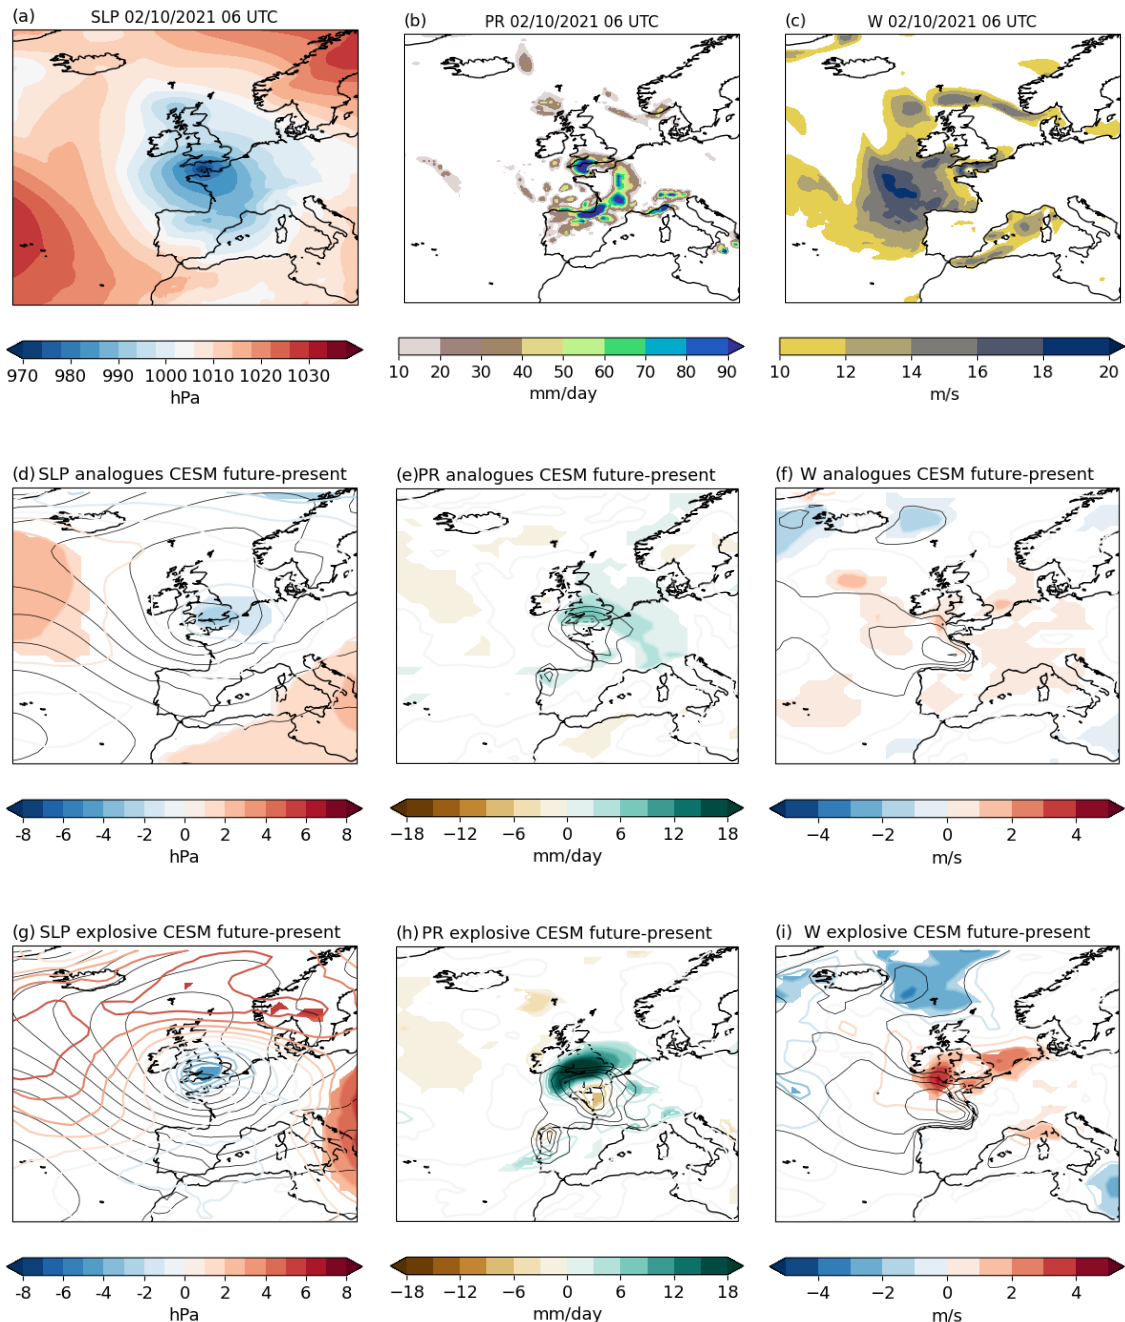 (a) SLP 02/10/2021 06 UTC
(b) PR 02/10/2021 06 UTC
(c) W 02/10/2021 06 UTC
970 980 990 1000 1010 1020 1030
hPa
10 20 30 40 50 60 70 80 90
mm/day
10 12 14 16 18 20
m/s
(d) SLP analogues CESM future-present
(e) PR analogues CESM future-present
(f) W analogues CESM future-present
-8 -6 -4 -2 0 2 4 6 8
hPa
−18 −12 −6 0 6 12 18
mm/day
−4 −2 0 2 4
m/s
(g) SLP explosive CESM future-present
(h) PR explosive CESM future-present
(i) W explosive CESM future-present
-8 -6 -4 -2 0 2 4 6 8
hPa
−18 −12 −6 0 6 12 18
mm/day
−4 −2 0 2 4
m/s